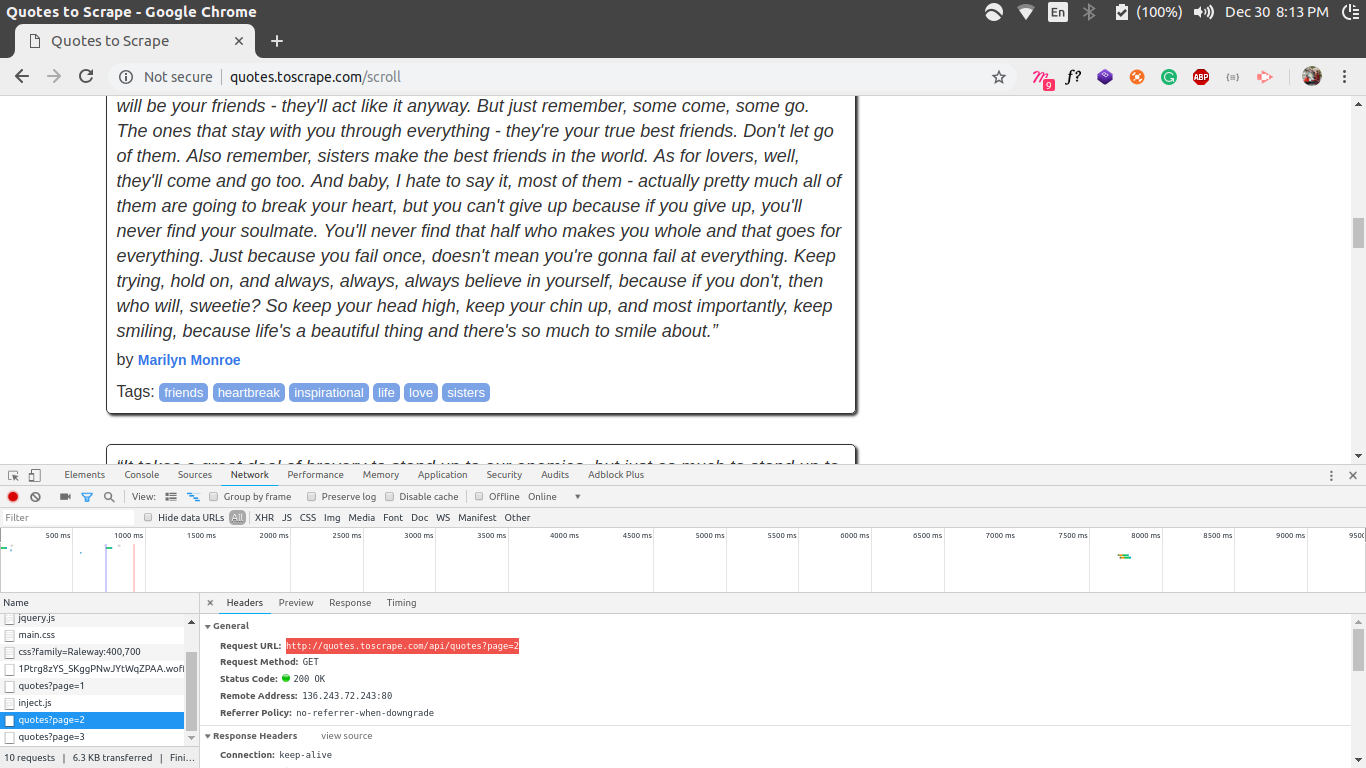 Quotes to Scrape - Google Chrome
En
(100%)
Dec 30 8:13 PM
Quotes to Scrape
Not secure
quotes.toscrape.com/scroll
9
f?
ABP
will be your friends - they'll act like it anyway. But just remember, some come, some go.
The ones that stay with you through everything - they're your true best friends. Don't let go
of them. Also remember, sisters make the best friends in the world. As for lovers, well,
they'll come and go too. And baby, I hate to say it, most of them - actually pretty much all of
them are going to break your heart, but you can't give up because if you give up, you'll
never find your soulmate. You'll never find that half who makes you whole and that goes for
everything. Just because you fail once, doesn't mean you're gonna fail at everything. Keep
trying, hold on, and always, always, always believe in yourself, because if you don't, then
who will, sweetie? So keep your head high, keep your chin up, and most importantly, keep
smiling, because life's a beautiful thing and there's so much to smile about.”
by Marilyn Monroe
Tags: friends heartbreak inspirational life love sisters
“It takes a great deal of bravery to stand up to our enemies, but just as much to stand up to
Elements Console Sources Network Performance Memory Application Security Audits Adblock Plus
View: Group by frame Preserve log Disable cache Offline Online
Filter Hide data URLs All XHR JS CSS Img Media Font Doc WS Manifest Other
500 ms 1000 ms 1500 ms 2000 ms 2500 ms 3000 ms 3500 ms 4000 ms 4500 ms 5000 ms 5500 ms 6000 ms 6500 ms 7000 ms 7500 ms 8000 ms 8500 ms 9000 ms 950
Name
jquery.js
main.css
css?family=Raleway:400,700
1Ptrg8zYS_SKggPNwJYtWqZPAA.woff
quotes?page=1
inject.js
quotes?page=2
quotes?page=3
10 requests | 6.3 KB transferred | Fini…
Headers Preview Response Timing
General
Request URL: http://quotes.toscrape.com/api/quotes?page=2
Request Method: GET
Status Code: 200 OK
Remote Address: 136.243.72.243:80
Referrer Policy: no-referrer-when-downgrade
Response Headers view source
Connection: keep-alive